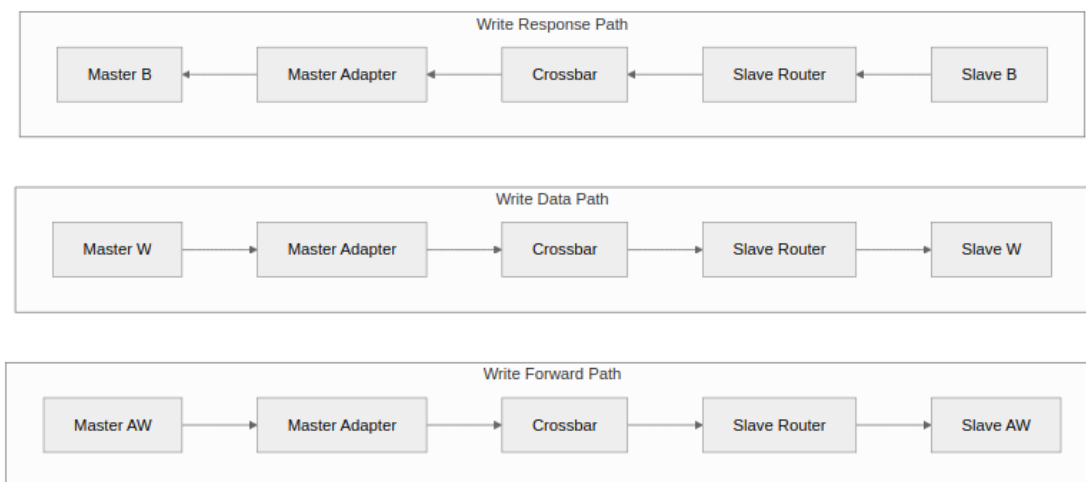 Write Response Path
Master B
Master Adapter
Crossbar
Slave Router
Slave B
Write Data Path
Master W
Master Adapter
Crossbar
Slave Router
Slave W
Write Forward Path
Master AW
Master Adapter
Crossbar
Slave Router
Slave AW